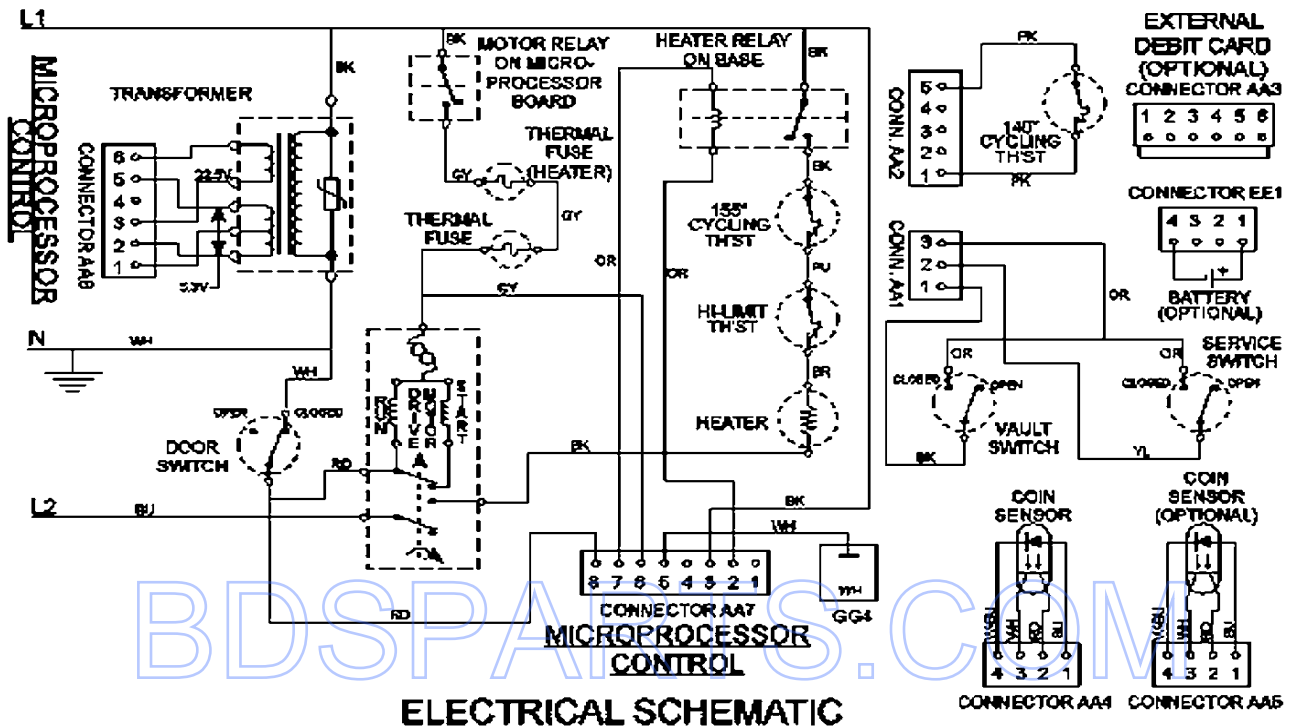 L1
MICROPROCESSOR
CONTROL
TRANSFORMER
BK
BK
MOTOR RELAY
ON MICRO-
PROCESSOR
BOARD
HEATER RELAY
ON BASE
BR
CONNECTOR AA8
6
5
4
3
2
1
22.5V
5.3V
THERMAL
FUSE
(HEATER)
GY
GY
THERMAL
FUSE
GY
OR
OR
BK
155°
CYCLING
TH'ST
PU
HI-LIMIT
TH'ST
BR
HEATER
BK
PK
CONN. AA2
5
4
3
2
1
140°
CYCLING
TH'ST
PK
EXTERNAL
DEBIT CARD
(OPTIONAL)
CONNECTOR AA3
1 2 3 4 5 6
CONNECTOR EE1
4 3 2 1
+
BATTERY
(OPTIONAL)
CONN. AA1
3
2
1
OR
OR
OR
SERVICE
SWITCH
CLOSED
OPEN
CLOSED
OPEN
VAULT
SWITCH
BK
YL
N
WH
WH
OPEN
CLOSED
DOOR
SWITCH
RUN
DRIVE
MOTOR
START
RD
L2
BU
BK
WH
8 7 6 5 4 3 2 1
CONNECTOR AA7
MICROPROCESSOR
CONTROL
WH
GG4
RD
COIN
SENSOR
WH
RD
BU
4 3 2 1
CONNECTOR AA4
COIN
SENSOR
(OPTIONAL)
WH
RD
BU
4 3 2 1
CONNECTOR AA5
BDSPARTS.COM
ELECTRICAL SCHEMATIC